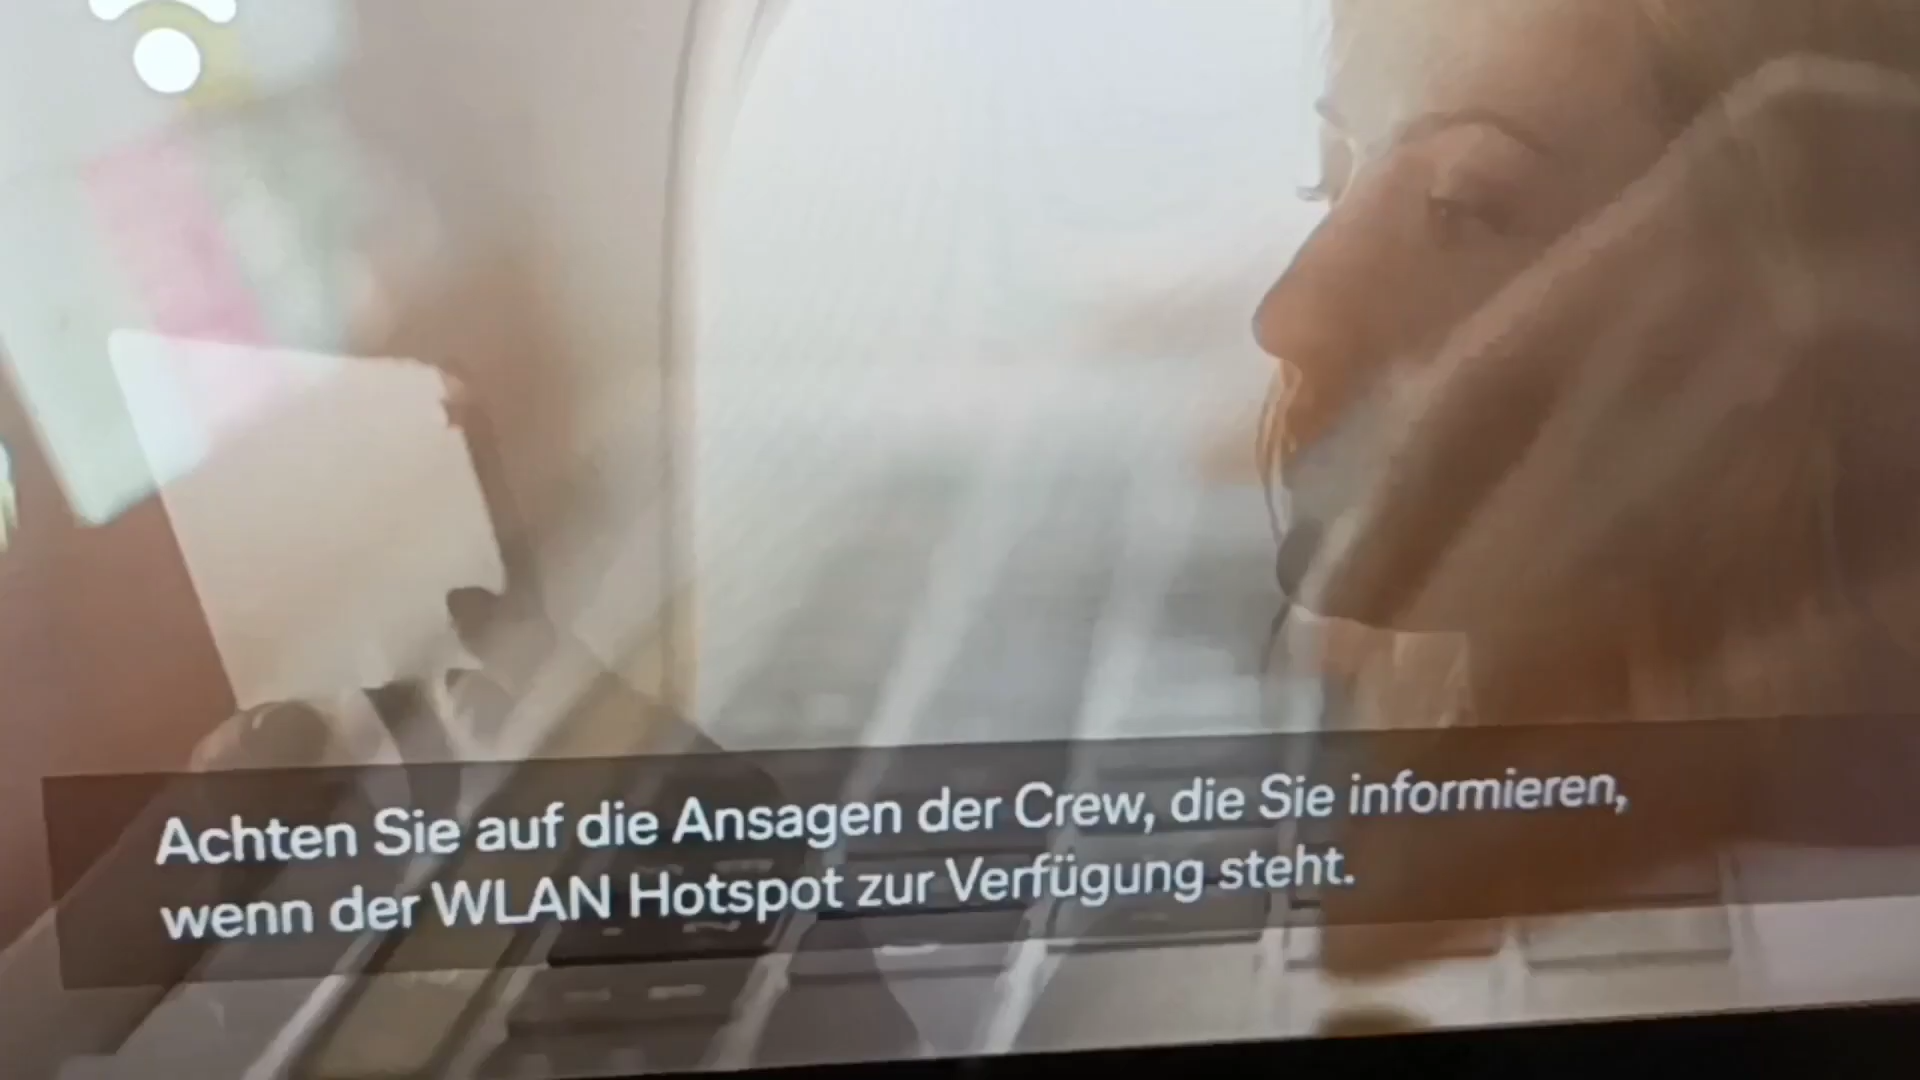 Achten Sie auf die Ansagen der Crew, die Sie informieren,
wenn der WLAN Hotspot zur Verfügung steht.